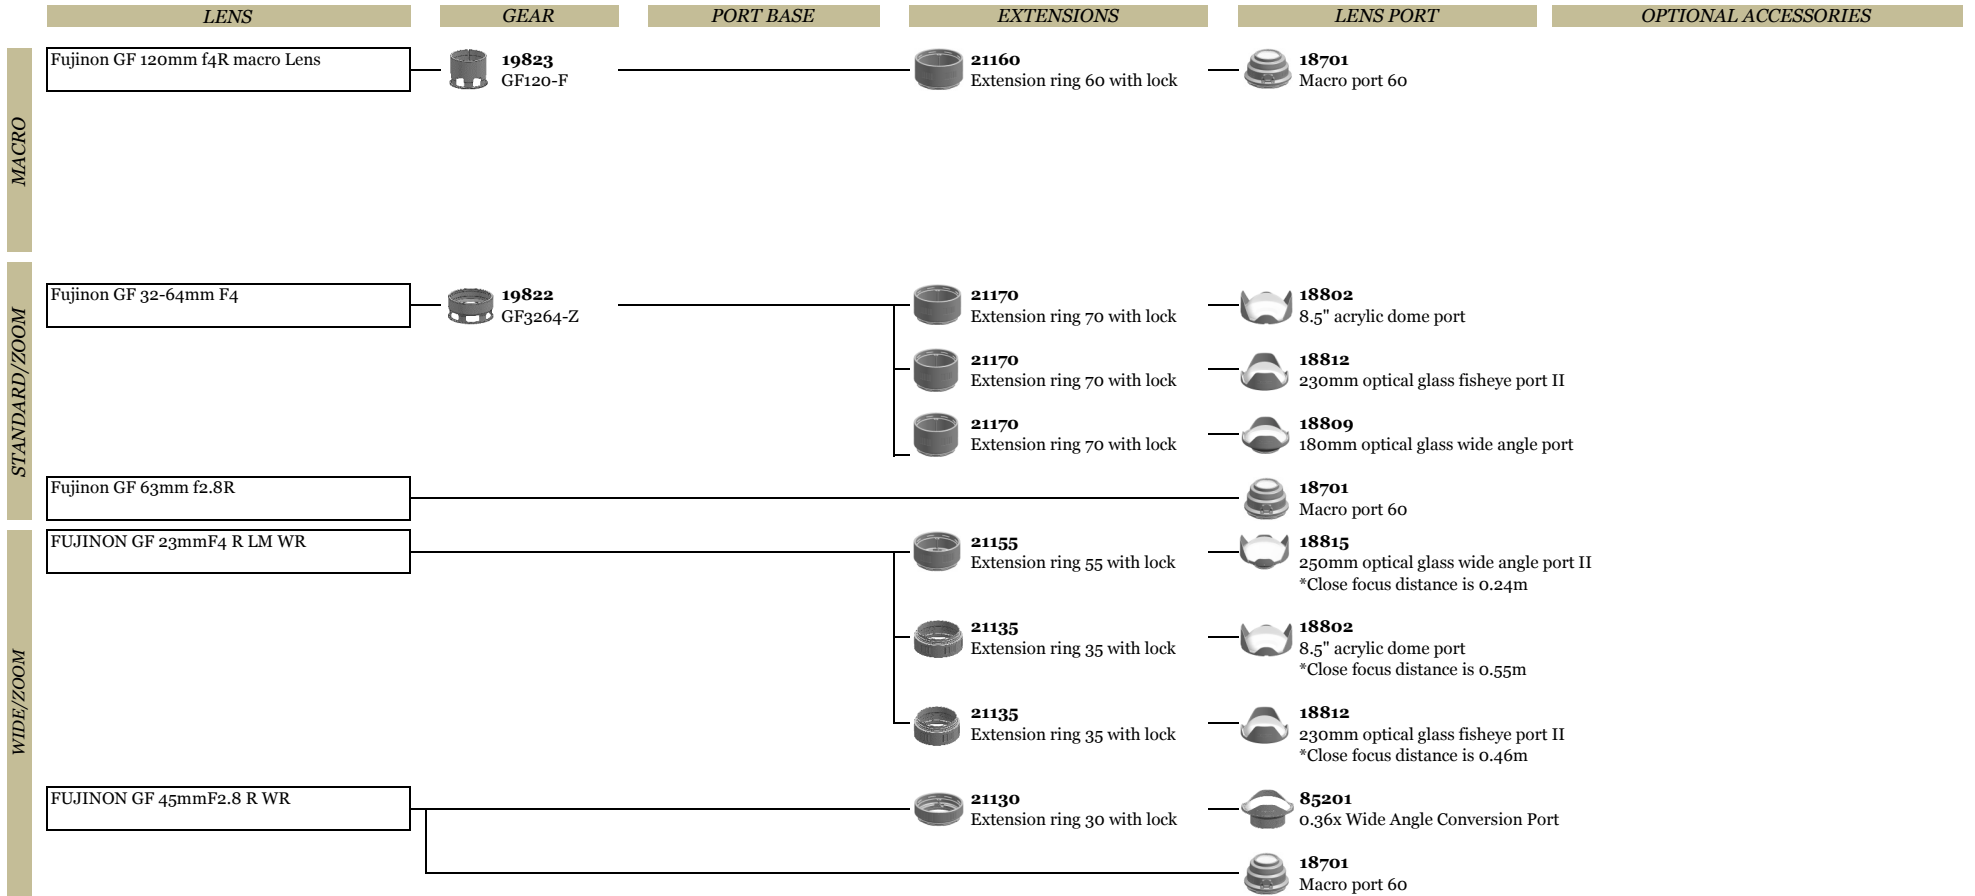 LENS GEAR PORT BASE EXTENSIONS LENS PORT OPTIONAL ACCESSORIES
MACRO
Fujinon GF 120mm f4R macro Lens
19823
GF120-F
21160
Extension ring 60 with lock
18701
Macro port 60
STANDARD/ZOOM
Fujinon GF 32-64mm F4
19822
GF3264-Z
21170
Extension ring 70 with lock
18802
8.5" acrylic dome port
21170
Extension ring 70 with lock
18812
230mm optical glass fisheye port II
21170
Extension ring 70 with lock
18809
180mm optical glass wide angle port
Fujinon GF 63mm f2.8R
18701
Macro port 60
WIDE/ZOOM
FUJINON GF 23mmF4 R LM WR
21155
Extension ring 55 with lock
18815
250mm optical glass wide angle port II
*Close focus distance is 0.24m
21135
Extension ring 35 with lock
18802
8.5" acrylic dome port
*Close focus distance is 0.55m
21135
Extension ring 35 with lock
18812
230mm optical glass fisheye port II
*Close focus distance is 0.46m
FUJINON GF 45mmF2.8 R WR
21130
Extension ring 30 with lock
85201
0.36x Wide Angle Conversion Port
18701
Macro port 60